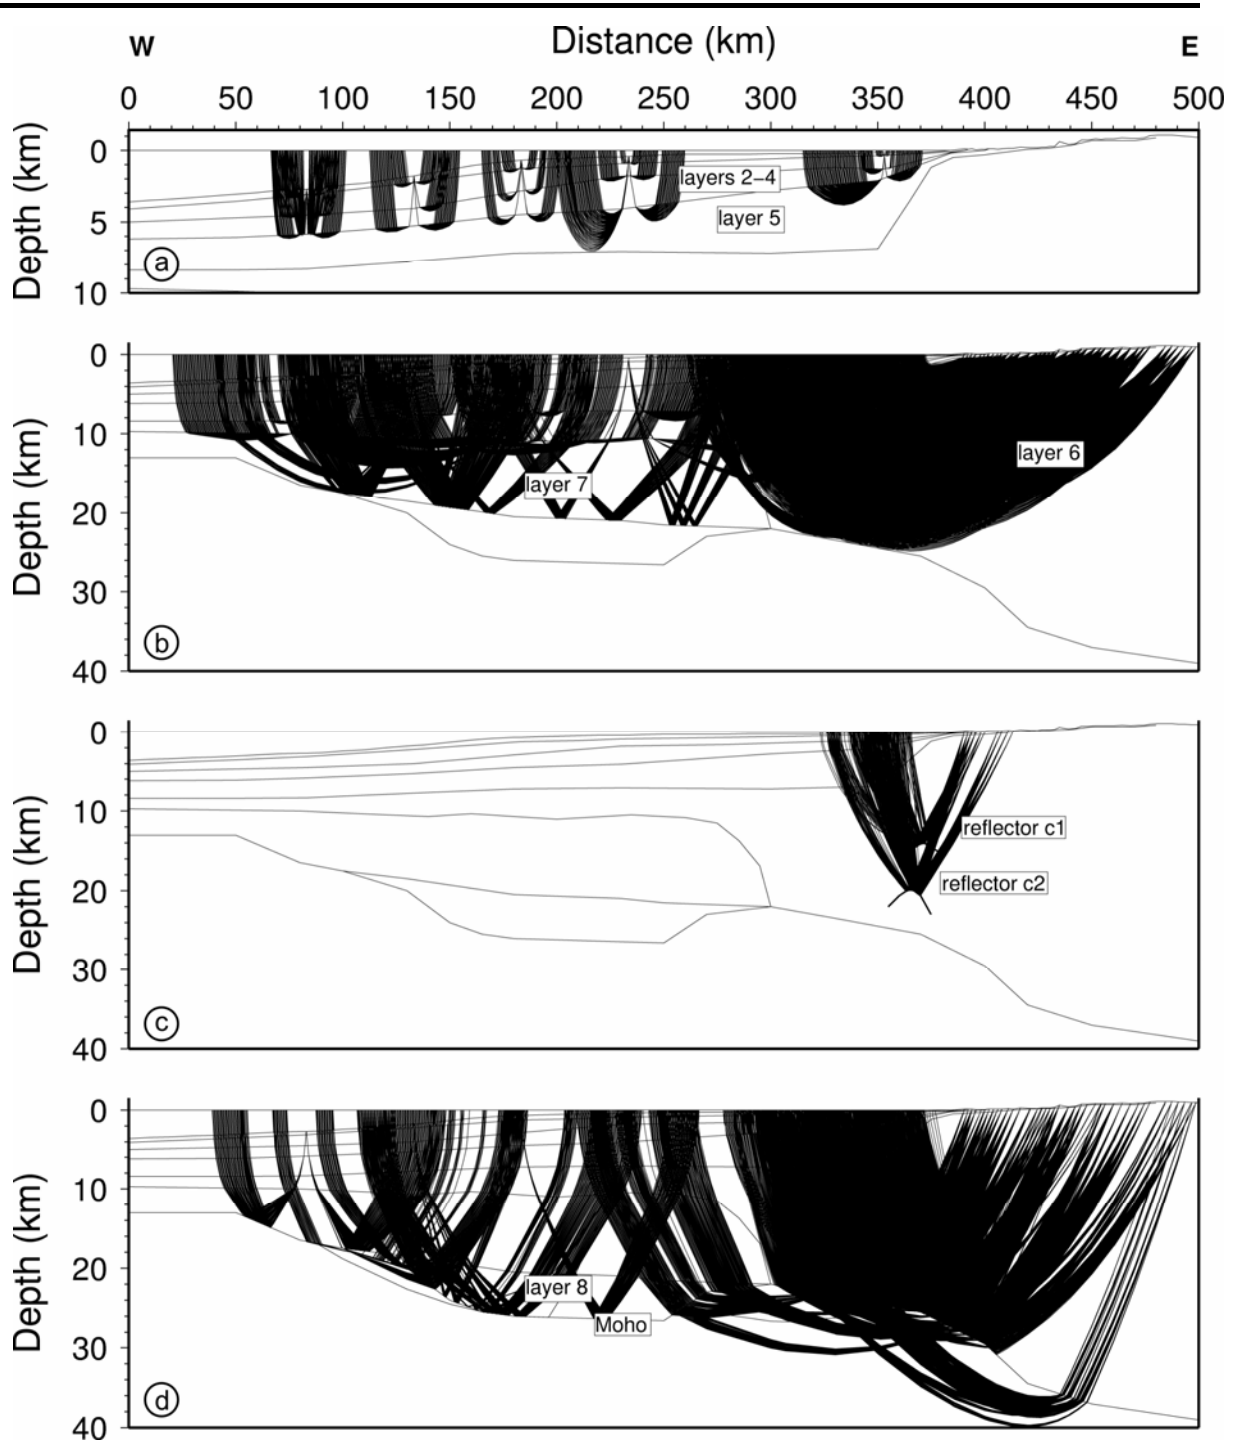 W Distance (km) E
0 50 100 150 200 250 300 350 400 450 500
Depth (km)
0
5
10
layers 2–4
layer 5
a
Depth (km)
0
10
20
30
40
layer 6
layer 7
b
Depth (km)
0
10
20
30
40
reflector c1
reflector c2
c
Depth (km)
0
10
20
30
40
layer 8
Moho
d